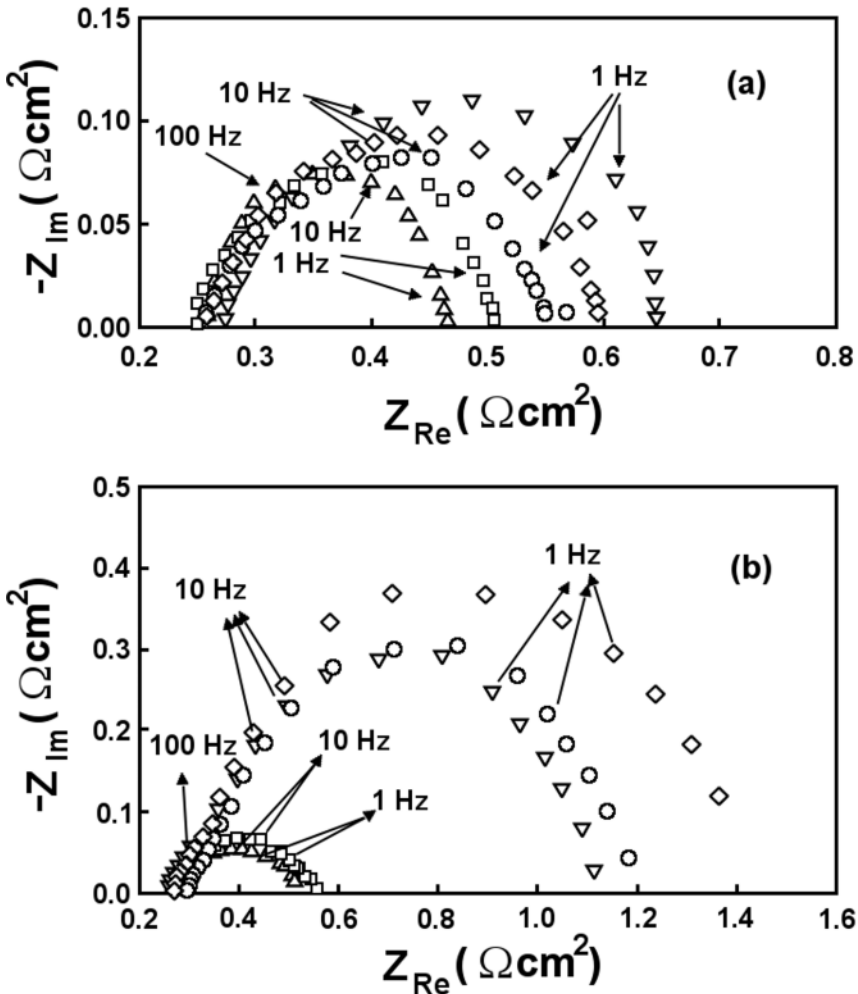 0.15
(a)
1 Hz
10 Hz
100 Hz
0.10
-Z_Im ( Ωcm²)
0.05
10 Hz
1 Hz
0.00
0.2 0.3 0.4 0.5 0.6 0.7 0.8
Z_Re ( Ωcm²)
0.5
1 Hz
(b)
0.4
10 Hz
0.3
-Z_Im ( Ωcm²)
0.2
100 Hz
10 Hz
0.1
1 Hz
0.0
0.2 0.4 0.6 0.8 1.0 1.2 1.4 1.6
Z_Re ( Ωcm²)